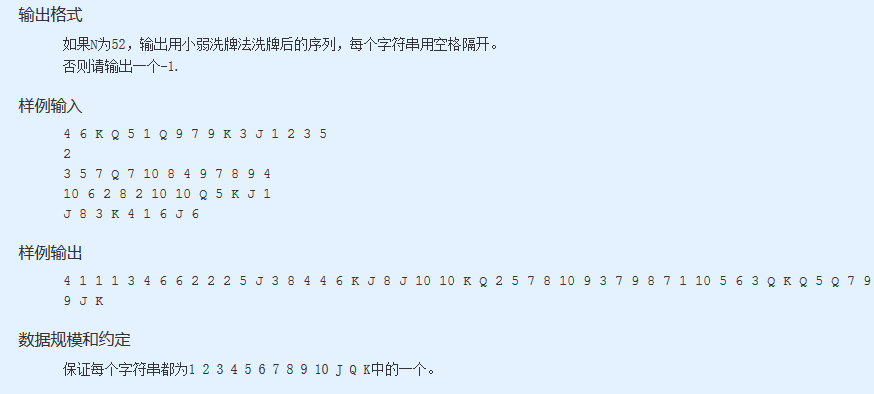 输出格式
如果N为52，输出用小弱洗牌法洗牌后的序列，每个字符串用空格隔开。
否则请输出一个-1.
样例输入
4 6 K Q 5 1 Q 9 7 9 K 3 J 1 2 3 5
2
3 5 7 Q 7 10 8 4 9 7 8 9 4
10 6 2 8 2 10 10 Q 5 K J 1
J 8 3 K 4 1 6 J 6
样例输出
4 1 1 1 3 4 6 6 2 2 2 5 J 3 8 4 4 6 K J 8 J 10 10 K Q 2 5 7 8 10 9 3 7 9 8 7 1 10 5 6 3 Q K Q 5 Q 7 9
9 J K
数据规模和约定
保证每个字符串都为1 2 3 4 5 6 7 8 9 10 J Q K中的一个。